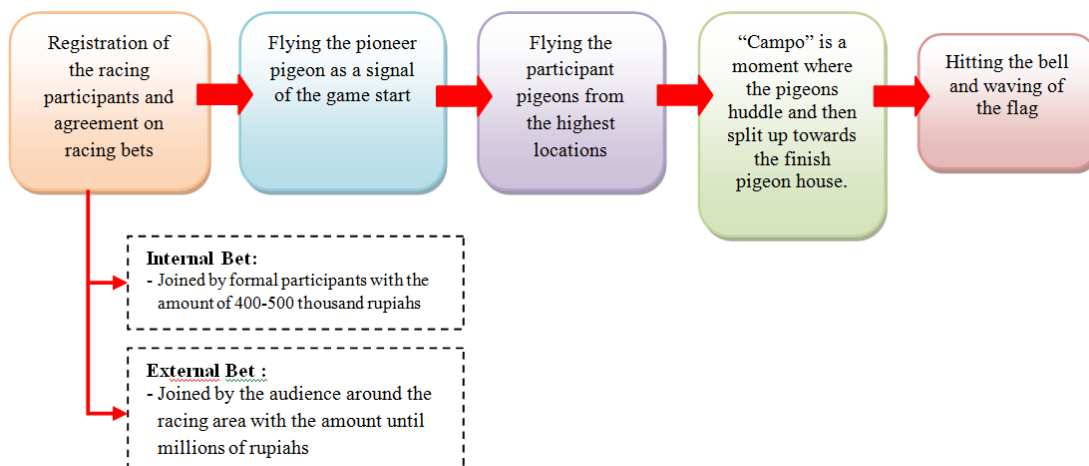 Registration of
the racing
participants and
agreement on
racing bets
Flying the pioneer
pigeon as a signal
of the game start
Flying the
participant
pigeons from
the highest
locations
“Campo” is a
moment where
the pigeons
huddle and then
split up towards
the finish
pigeon house.
Hitting the bell
and waving of
the flag
Internal Bet:
- Joined by formal participants with the
amount of 400-500 thousand rupiahs
External Bet :
- Joined by the audience around the
racing area with the amount until
millions of rupiahs